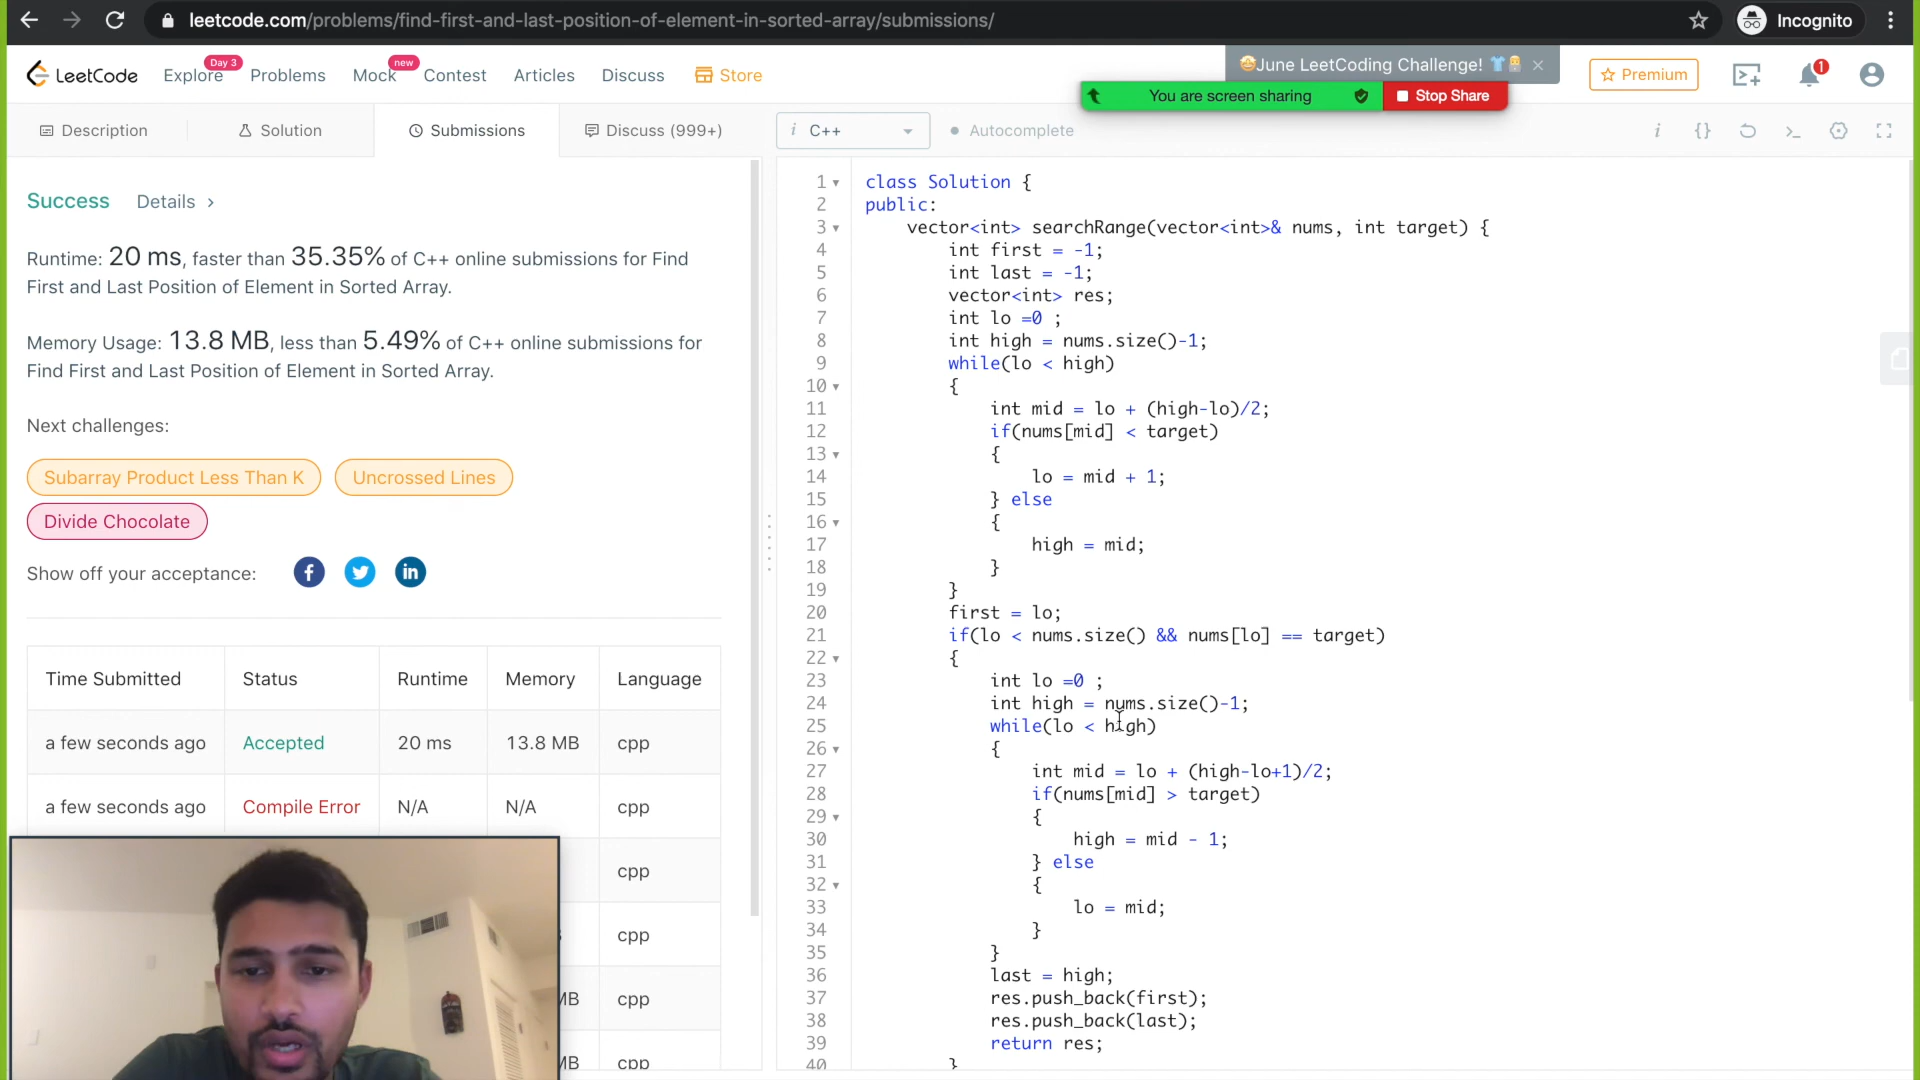 leetcode.com/problems/find-first-and-last-position-of-element-in-sorted-array/submissions/
Incognito
LeetCode
Explore
Day 3
Problems
Mock
new
Contest
Articles
Discuss
Store
June LeetCoding Challenge!
Premium
1
You are screen sharing
Stop Share
Description
Solution
Submissions
Discuss (999+)
i C++
Autocomplete
Success
Details ›
Runtime: 20 ms, faster than 35.35% of C++ online submissions for Find
First and Last Position of Element in Sorted Array.
Memory Usage: 13.8 MB, less than 5.49% of C++ online submissions for
Find First and Last Position of Element in Sorted Array.
Next challenges:
Subarray Product Less Than K
Uncrossed Lines
Divide Chocolate
Show off your acceptance:
Time Submitted Status Runtime Memory Language
a few seconds ago Accepted 20 ms 13.8 MB cpp
a few seconds ago Compile Error N/A N/A cpp
cpp
cpp
MB cpp
MB cpp
1 class Solution {
2 public:
3 vector<int> searchRange(vector<int>& nums, int target) {
4 int first = -1;
5 int last = -1;
6 vector<int> res;
7 int lo =0 ;
8 int high = nums.size()-1;
9 while(lo < high)
10 {
11 int mid = lo + (high-lo)/2;
12 if(nums[mid] < target)
13 {
14 lo = mid + 1;
15 } else
16 {
17 high = mid;
18 }
19 }
20 first = lo;
21 if(lo < nums.size() && nums[lo] == target)
22 {
23 int lo =0 ;
24 int high = nums.size()-1;
25 while(lo < high)
26 {
27 int mid = lo + (high-lo+1)/2;
28 if(nums[mid] > target)
29 {
30 high = mid - 1;
31 } else
32 {
33 lo = mid;
34 }
35 }
36 last = high;
37 res.push_back(first);
38 res.push_back(last);
39 return res;
40 }